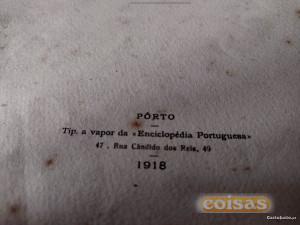 PÔRTO
Tip. a vapor da «Enciclopédia Portuguesa»
47, Rua Cândido dos Reis, 49
1918
coisas